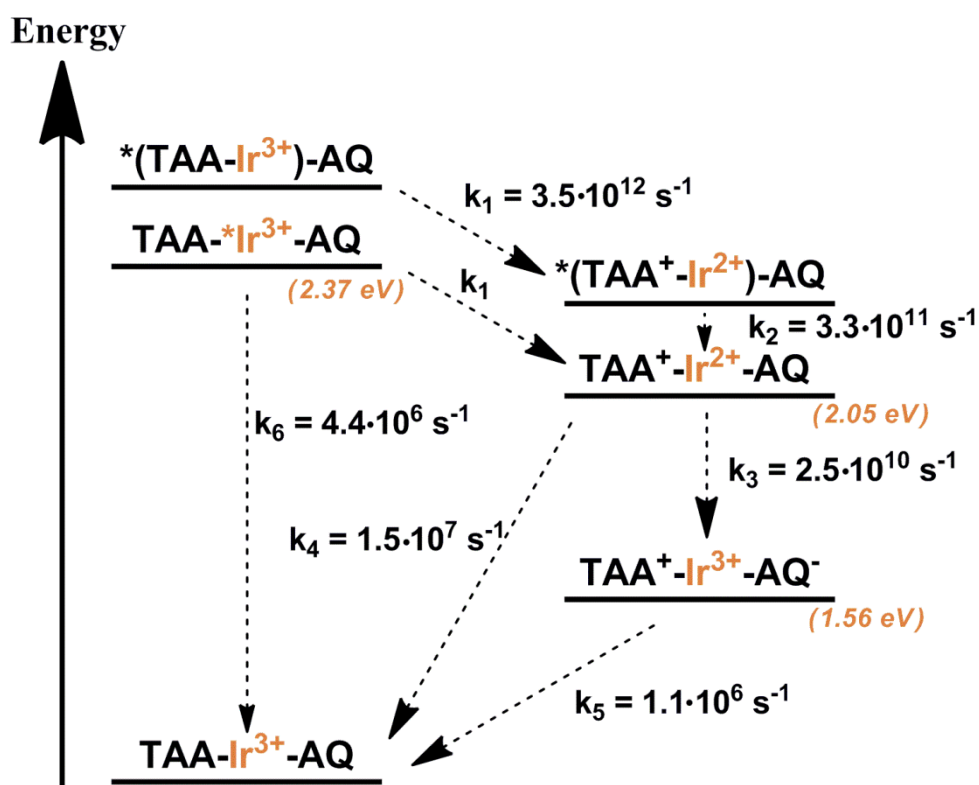 Energy
*(TAA-Ir³⁺)-AQ
k₁ = 3.5·10¹² s⁻¹
TAA-*Ir³⁺-AQ
(2.37 eV)
k₁
*(TAA⁺-Ir²⁺)-AQ
k₂ = 3.3·10¹¹ s⁻¹
TAA⁺-Ir²⁺-AQ
(2.05 eV)
k₆ = 4.4·10⁶ s⁻¹
k₃ = 2.5·10¹⁰ s⁻¹
k₄ = 1.5·10⁷ s⁻¹
TAA⁺-Ir³⁺-AQ⁻
(1.56 eV)
k₅ = 1.1·10⁶ s⁻¹
TAA-Ir³⁺-AQ